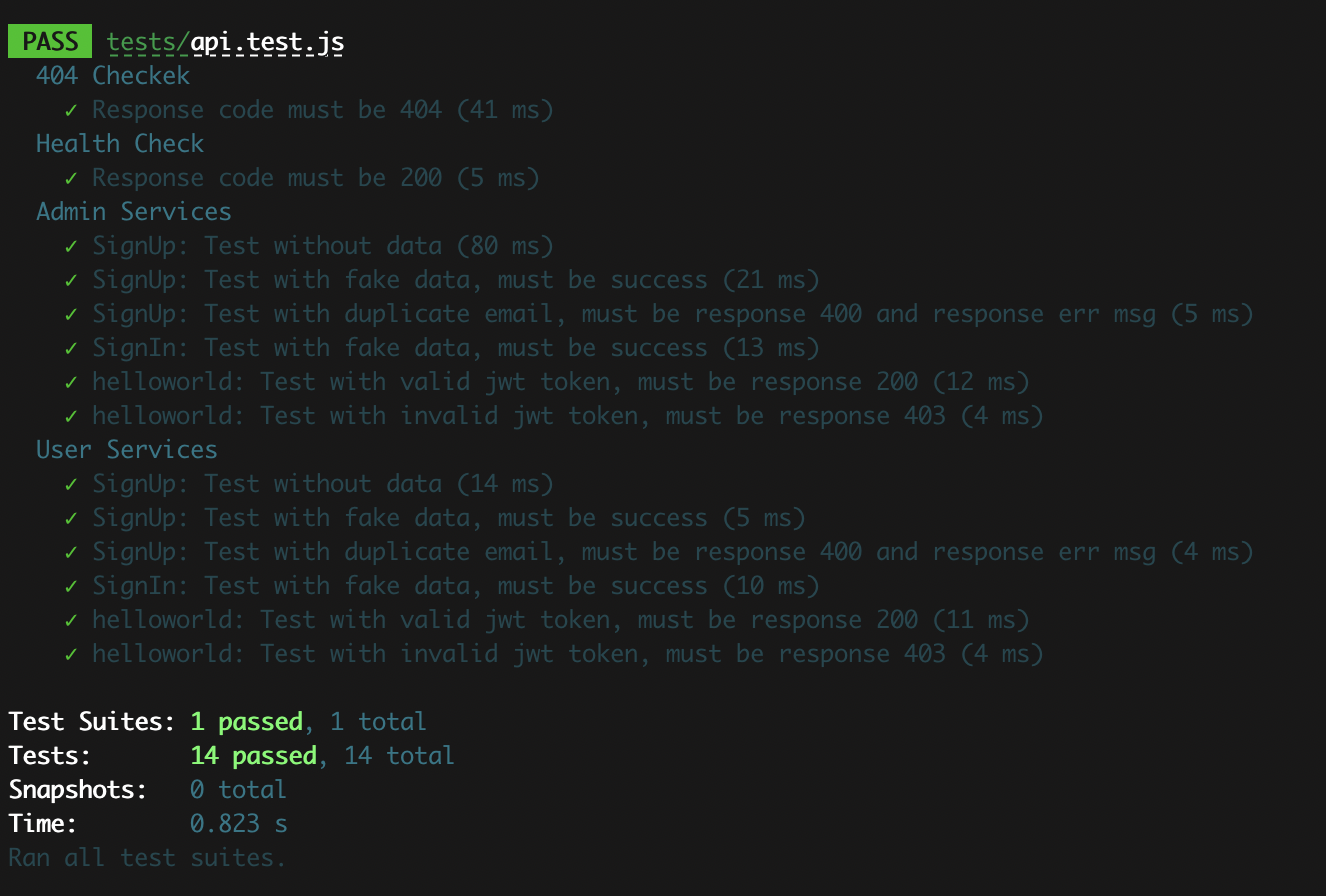 PASS tests/api.test.js
404 Checkek
✓ Response code must be 404 (41 ms)
Health Check
✓ Response code must be 200 (5 ms)
Admin Services
✓ SignUp: Test without data (80 ms)
✓ SignUp: Test with fake data, must be success (21 ms)
✓ SignUp: Test with duplicate email, must be response 400 and response err msg (5 ms)
✓ SignIn: Test with fake data, must be success (13 ms)
✓ helloworld: Test with valid jwt token, must be response 200 (12 ms)
✓ helloworld: Test with invalid jwt token, must be response 403 (4 ms)
User Services
✓ SignUp: Test without data (14 ms)
✓ SignUp: Test with fake data, must be success (5 ms)
✓ SignUp: Test with duplicate email, must be response 400 and response err msg (4 ms)
✓ SignIn: Test with fake data, must be success (10 ms)
✓ helloworld: Test with valid jwt token, must be response 200 (11 ms)
✓ helloworld: Test with invalid jwt token, must be response 403 (4 ms)
Test Suites: 1 passed, 1 total
Tests: 14 passed, 14 total
Snapshots: 0 total
Time: 0.823 s
Ran all test suites.